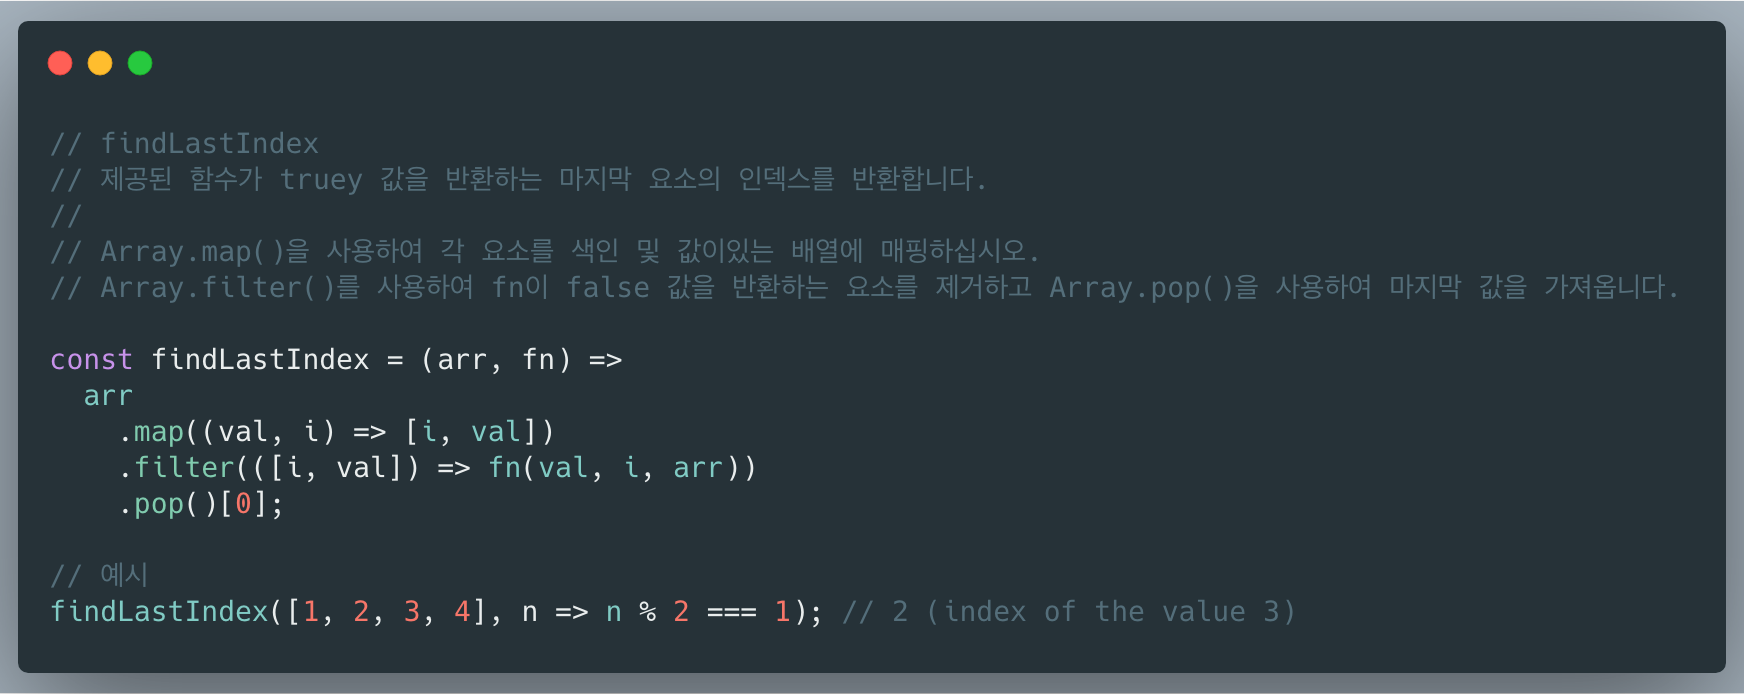 // findLastIndex
// 제공된 함수가 truey 값을 반환하는 마지막 요소의 인덱스를 반환합니다.
//
// Array.map()을 사용하여 각 요소를 색인 및 값이있는 배열에 매핑하십시오.
// Array.filter()를 사용하여 fn이 false 값을 반환하는 요소를 제거하고 Array.pop()을 사용하여 마지막 값을 가져옵니다.
const findLastIndex = (arr, fn) =>
  arr
    .map((val, i) => [i, val])
    .filter(([i, val]) => fn(val, i, arr))
    .pop()[0];
// 예시
findLastIndex([1, 2, 3, 4], n => n % 2 === 1); // 2 (index of the value 3)